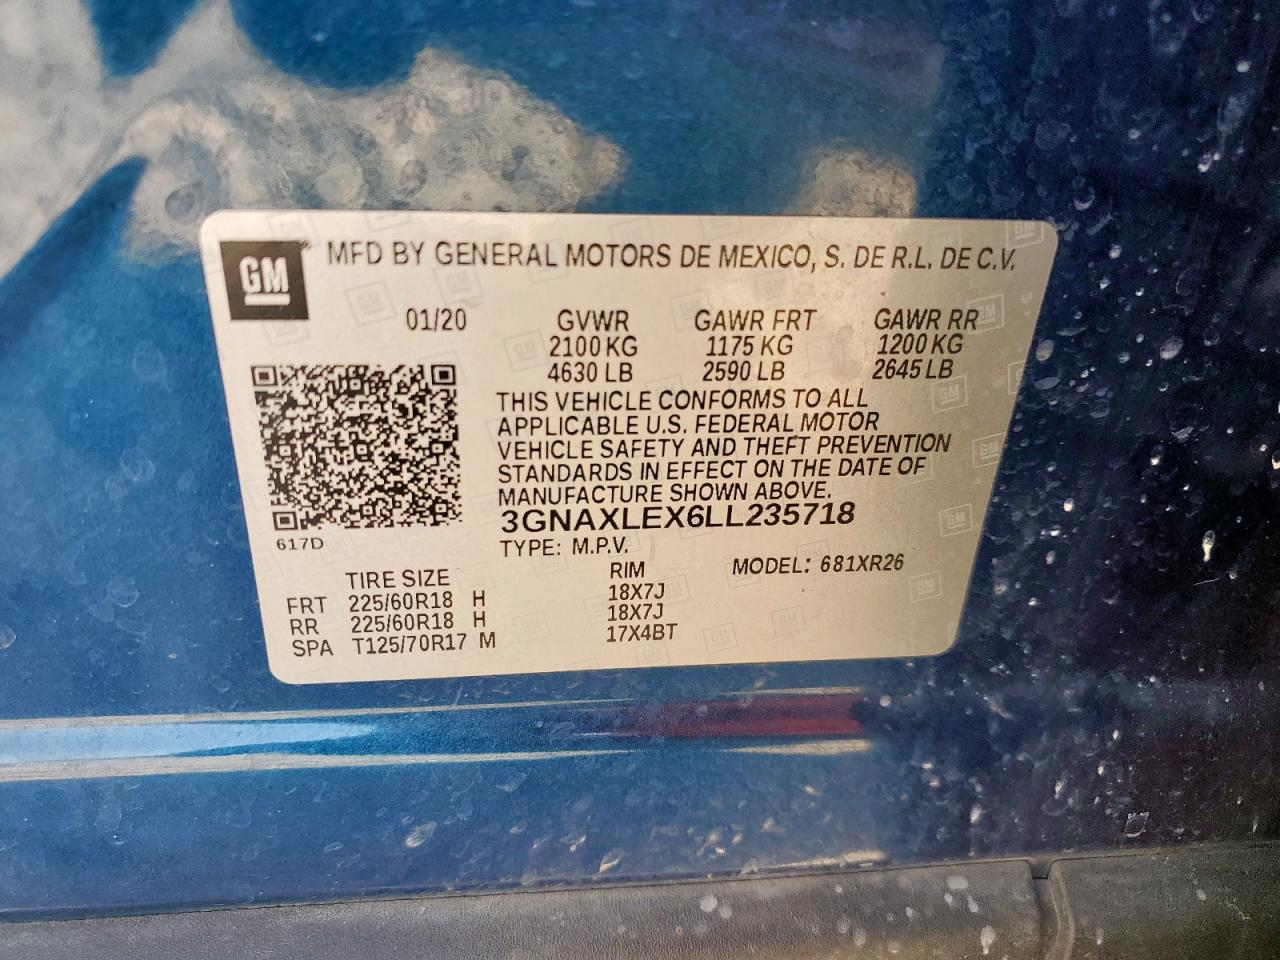 GM® MFD BY GENERAL MOTORS DE MEXICO, S. DE R.L. DE C.V.
01/20 GVWR GAWR FRT GAWR RR
2100 KG 1175 KG 1200 KG
4630 LB 2590 LB 2645 LB
THIS VEHICLE CONFORMS TO ALL
APPLICABLE U.S. FEDERAL MOTOR
VEHICLE SAFETY AND THEFT PREVENTION
STANDARDS IN EFFECT ON THE DATE OF
MANUFACTURE SHOWN ABOVE.
3GNAXLEX6LL235718
617D
TYPE: M.P.V. MODEL: 681XR26
TIRE SIZE RIM
FRT 225/60R18 H 18X7J
RR 225/60R18 H 18X7J
SPA T125/70R17 M 17X4BT